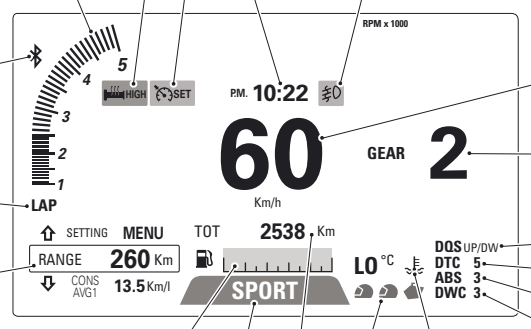 RPM x 1000
5
4
3
2
1
HIGH
SET
P.M. 10:22
60
Km/h
GEAR 2
LAP
SETTING MENU
TOT 2538 Km
RANGE 260 Km
CONS
AVG1 13.5 Km/l
SPORT
LO °C
DQS UP/DW
DTC 5
ABS 3
DWC 3